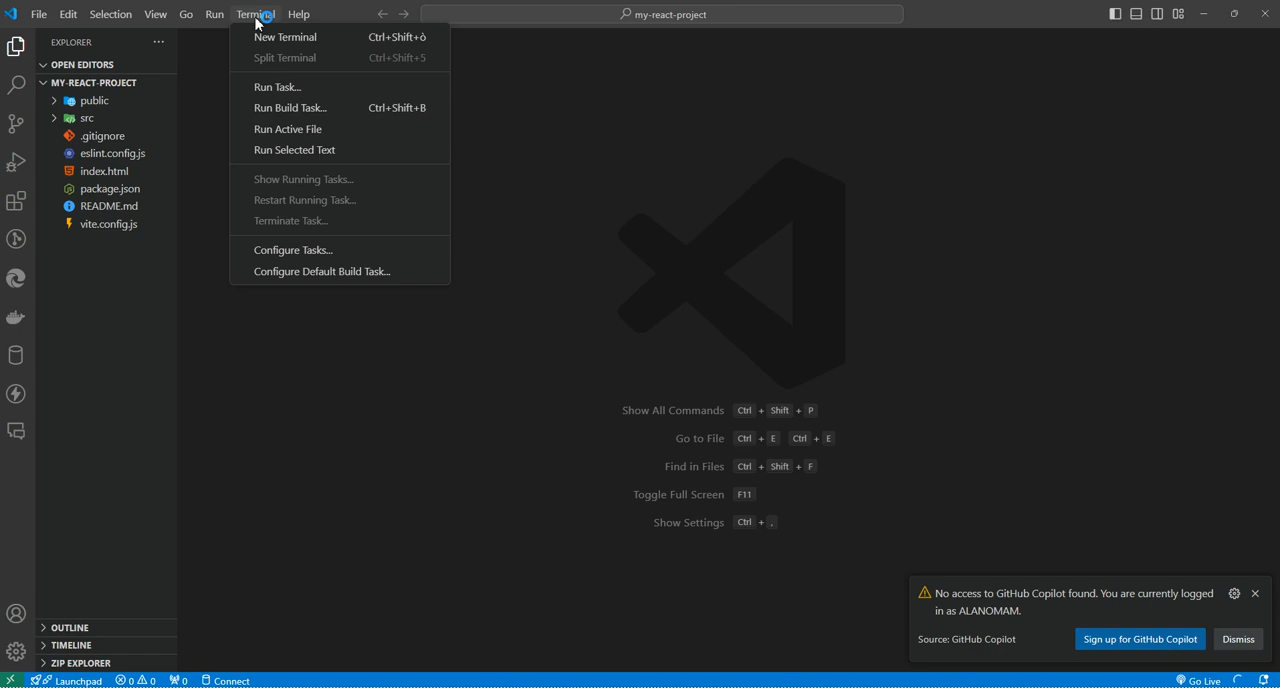 File Edit Selection View Go Run Terminal Help
my-react-project
EXPLORER
OPEN EDITORS
MY-REACT-PROJECT
public
src
.gitignore
eslint.config.js
index.html
package.json
README.md
vite.config.js
New Terminal Ctrl+Shift+ò
Split Terminal Ctrl+Shift+5
Run Task...
Run Build Task... Ctrl+Shift+B
Run Active File
Run Selected Text
Show Running Tasks...
Restart Running Task...
Terminate Task...
Configure Tasks...
Configure Default Build Task...
Show All Commands Ctrl + Shift + P
Go to File Ctrl + E Ctrl + E
Find in Files Ctrl + Shift + F
Toggle Full Screen F11
Show Settings Ctrl + ,
No access to GitHub Copilot found. You are currently logged
in as ALANOMAM.
Source: GitHub Copilot
Sign up for GitHub Copilot
Dismiss
OUTLINE
TIMELINE
ZIP EXPLORER
Launchpad 0 0 0 Connect Go Live